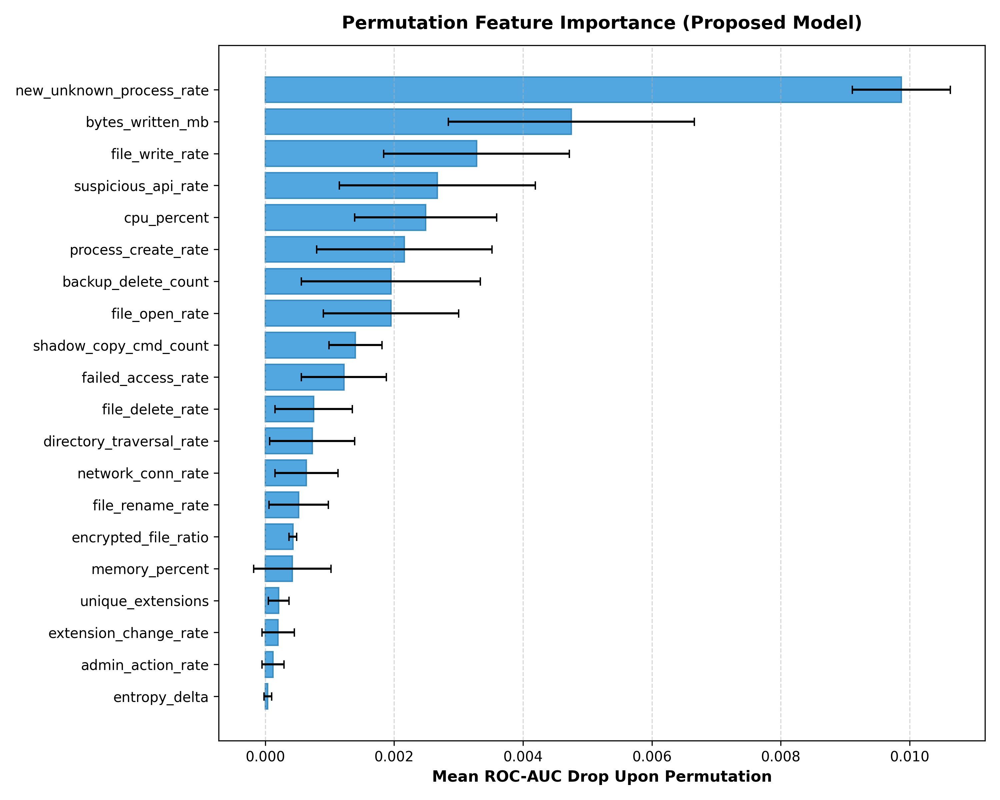 Permutation Feature Importance (Proposed Model)
new_unknown_process_rate
bytes_written_mb
file_write_rate
suspicious_api_rate
cpu_percent
process_create_rate
backup_delete_count
file_open_rate
shadow_copy_cmd_count
failed_access_rate
file_delete_rate
directory_traversal_rate
network_conn_rate
file_rename_rate
encrypted_file_ratio
memory_percent
unique_extensions
extension_change_rate
admin_action_rate
entropy_delta
0.000 0.002 0.004 0.006 0.008 0.010
Mean ROC-AUC Drop Upon Permutation